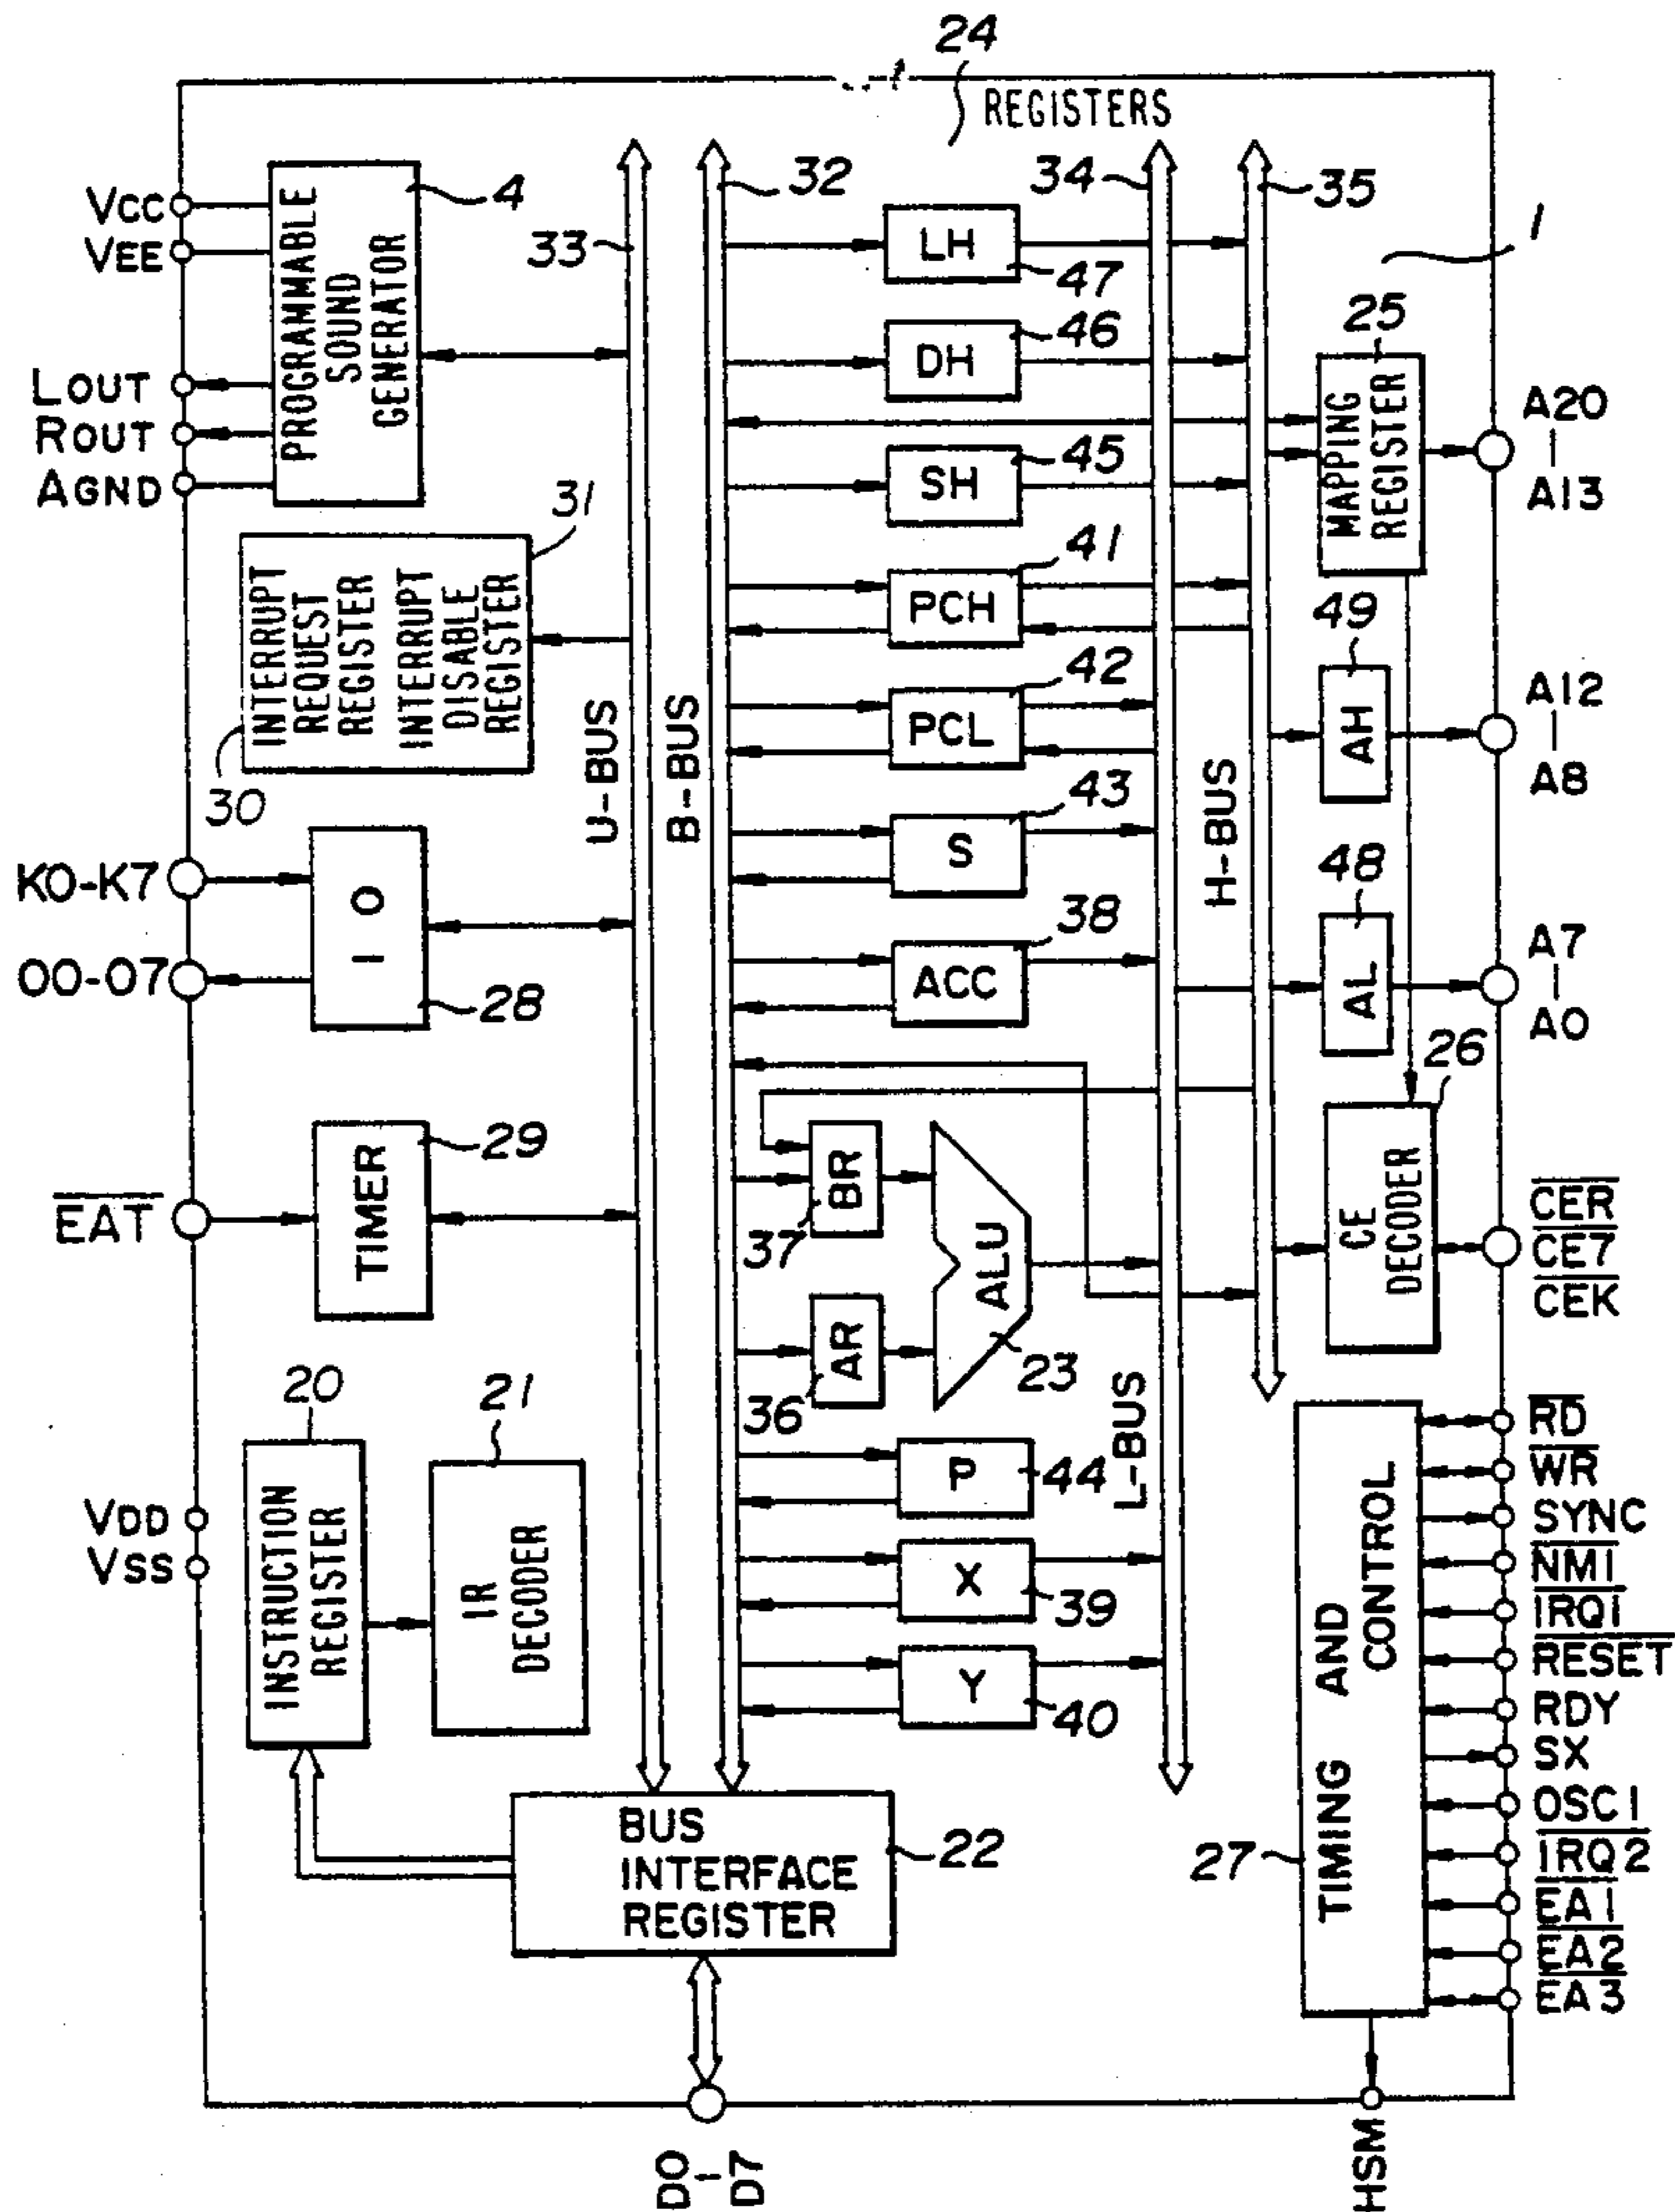 24
REGISTERS
VCC
VEE
LOUT
ROUT
AGND
PROGRAMMABLE
SOUND
GENERATOR
4
33
32
34
35
1
LH
47
DH
46
SH
45
PCH
41
PCL
42
S
43
ACC
38
25
MAPPING
REGISTER
A20
A13
31
INTERRUPT
REQUEST
REGISTER
INTERRUPT
DISABLE
REGISTER
30
U-BUS
B-BUS
H-BUS
L-BUS
49
AH
A12
A8
48
AL
A7
A0
K0-K7
O0-O7
I O
28
EAT
TIMER
29
BR
37
AR
36
ALU
23
26
CE
DECODER
CER
CE7
CEK
20
INSTRUCTION
REGISTER
21
IR
DECODER
VDD
VSS
P
44
X
39
Y
40
BUS
INTERFACE
REGISTER
22
27
TIMING AND
CONTROL
RD
WR
SYNC
NMI
IRQ1
RESET
RDY
SX
OSC1
IRQ2
EA1
EA2
EA3
D0
D7
HSM